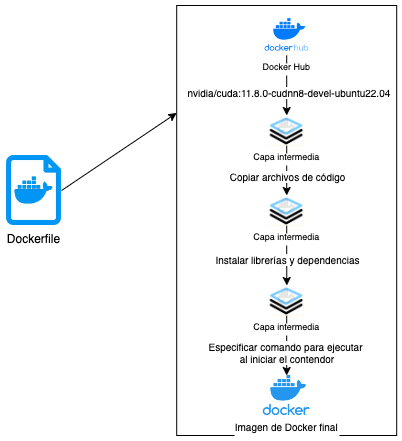 dockerhub
Docker Hub
nvidia/cuda:11.8.0-cudnn8-devel-ubuntu22.04
Capa intermedia
Copiar archivos de código
Capa intermedia
Instalar librerías y dependencias
Capa intermedia
Especificar comando para ejecutar
al iniciar el contendor
docker
Imagen de Docker final
Dockerfile